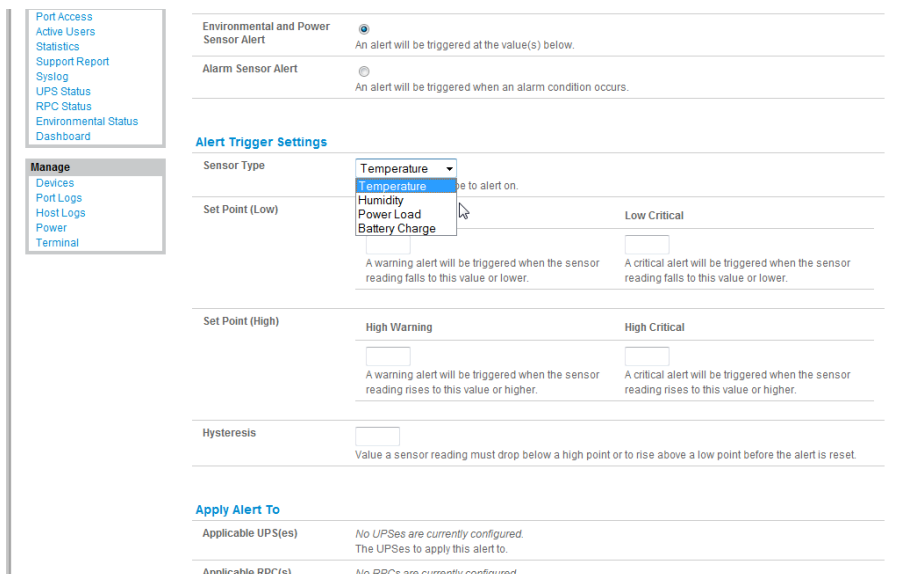 Port Access
Active Users
Statistics
Support Report
Syslog
UPS Status
RPC Status
Environmental Status
Dashboard
Manage
Devices
Port Logs
Host Logs
Power
Terminal
Environmental and Power
Sensor Alert
An alert will be triggered at the value(s) below.
Alarm Sensor Alert
An alert will be triggered when an alarm condition occurs.
Alert Trigger Settings
Sensor Type
Temperature
Temperature
to alert on.
Humidity
Power Load
Battery Charge
Set Point (Low)
Low Critical
A warning alert will be triggered when the sensor
reading falls to this value or lower.
A critical alert will be triggered when the sensor
reading falls to this value or lower.
Set Point (High)
High Warning
High Critical
A warning alert will be triggered when the sensor
reading rises to this value or higher.
A critical alert will be triggered when the sensor
reading rises to this value or higher.
Hysteresis
Value a sensor reading must drop below a high point or to rise above a low point before the alert is reset.
Apply Alert To
Applicable UPS(es)
No UPSes are currently configured.
The UPSes to apply this alert to.
Applicable RPC(s)
No RPCs are currently configured.